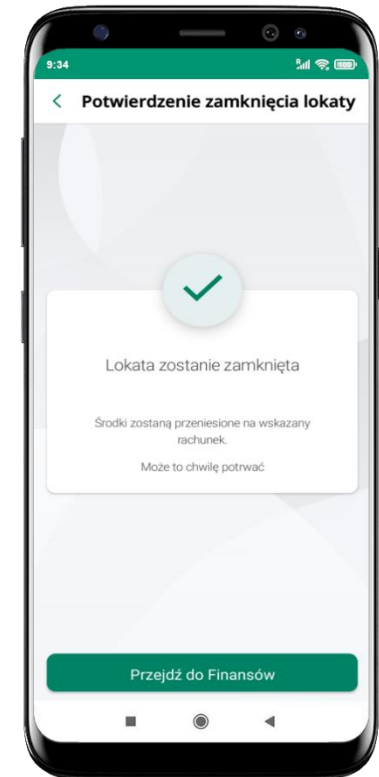 9:34
Potwierdzenie zamknięcia lokaty
Lokata zostanie zamknięta
Środki zostaną przeniesione na wskazany
rachunek.
Może to chwilę potrwać
Przejdź do Finansów